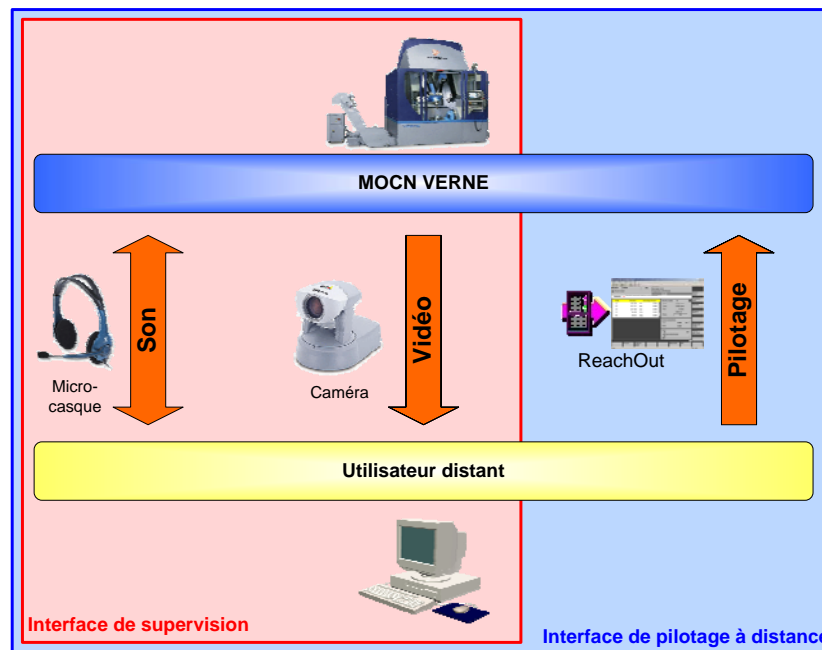 MOCN VERNE
Son
Micro-
casque
Caméra
Vidéo
ReachOut
Pilotage
Utilisateur distant
Interface de supervision
Interface de pilotage à distance